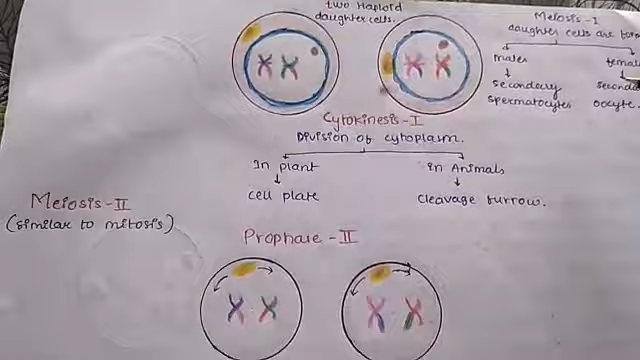 two Haploid
daughter cells.
Meiosis-I
daughter cells are form
males
female
↓
secondary
spermatocytes
seconda
oocyte.
Cytokinesis-I
Division of cytoplasm.
In plant
In Animals
↓
↓
cell plate
cleavage furrow.
Meiosis-II
(similar to mitosis)
Prophase-II